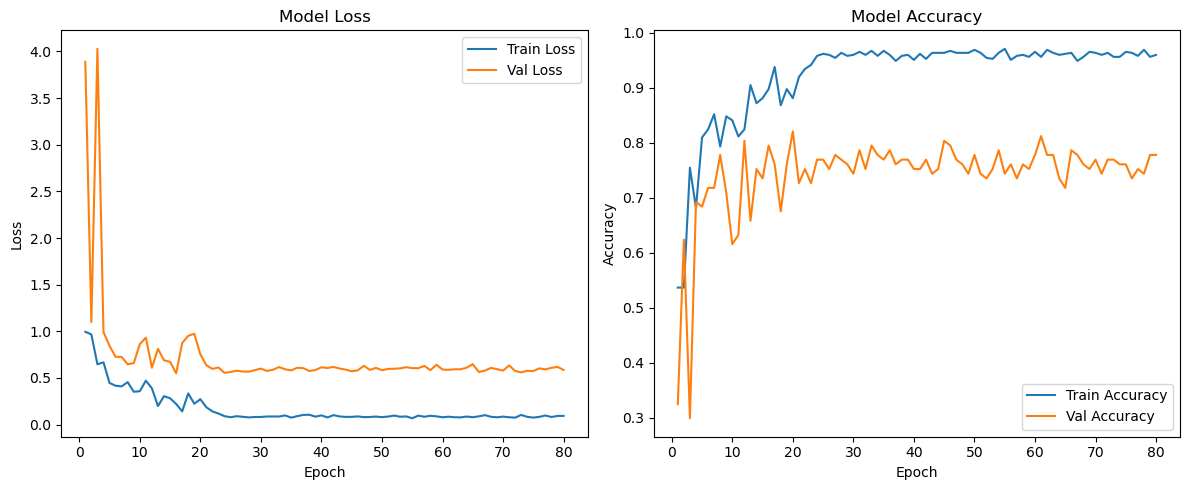 Model Loss
4.0
3.5
3.0
2.5
2.0
1.5
1.0
0.5
0.0
Loss
Train Loss
Val Loss
0 10 20 30 40 50 60 70 80
Epoch
Model Accuracy
1.0
0.9
0.8
0.7
0.6
0.5
0.4
0.3
Accuracy
Train Accuracy
Val Accuracy
0 10 20 30 40 50 60 70 80
Epoch